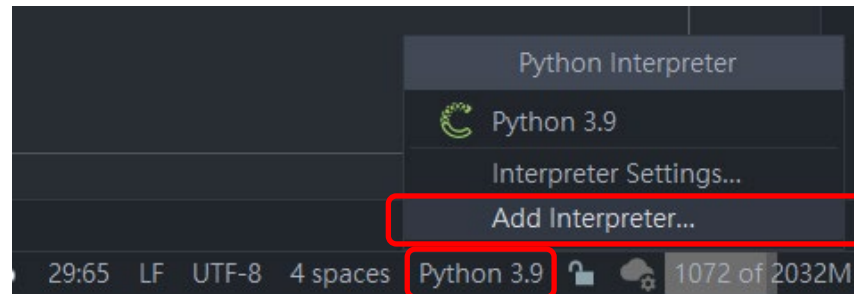 Python Interpreter
Python 3.9
Interpreter Settings...
Add Interpreter...
29:65 LF UTF-8 4 spaces Python 3.9 1072 of 2032M